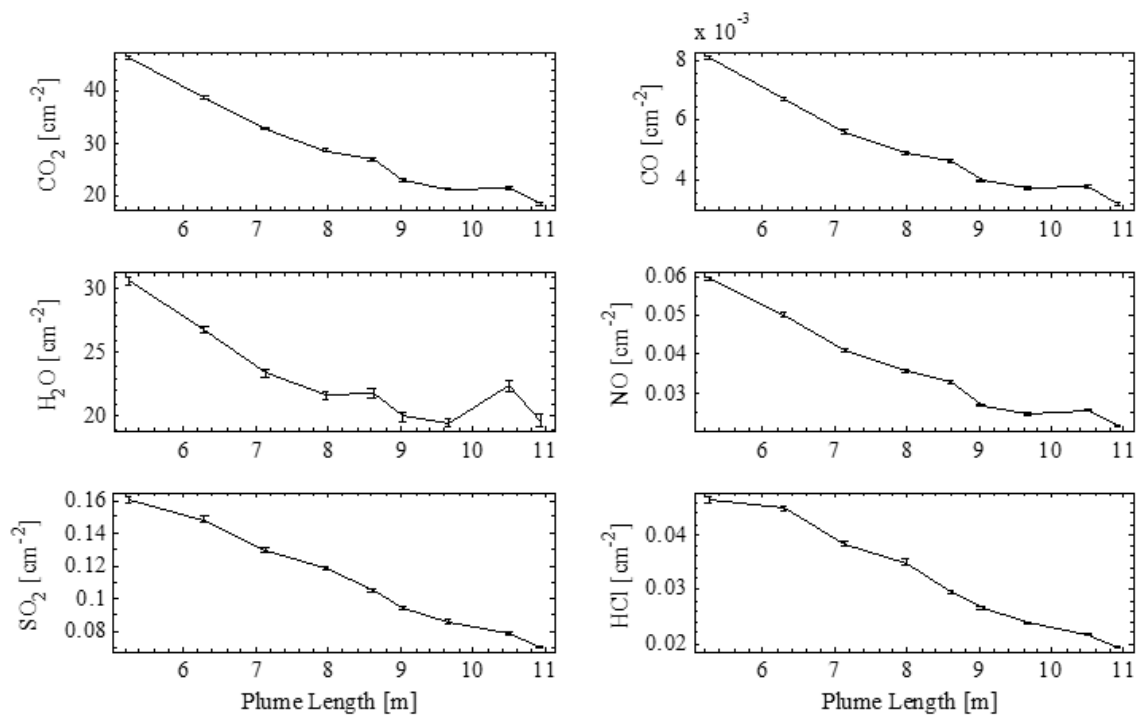 x 10⁻³
CO₂ [cm⁻²]
40
30
20
6 7 8 9 10 11
CO [cm⁻²]
8
6
4
6 7 8 9 10 11
H₂O [cm⁻²]
30
25
20
6 7 8 9 10 11
NO [cm⁻²]
0.06
0.05
0.04
0.03
6 7 8 9 10 11
SO₂ [cm⁻²]
0.16
0.14
0.12
0.1
0.08
6 7 8 9 10 11
Plume Length [m]
HCl [cm⁻²]
0.04
0.03
0.02
6 7 8 9 10 11
Plume Length [m]